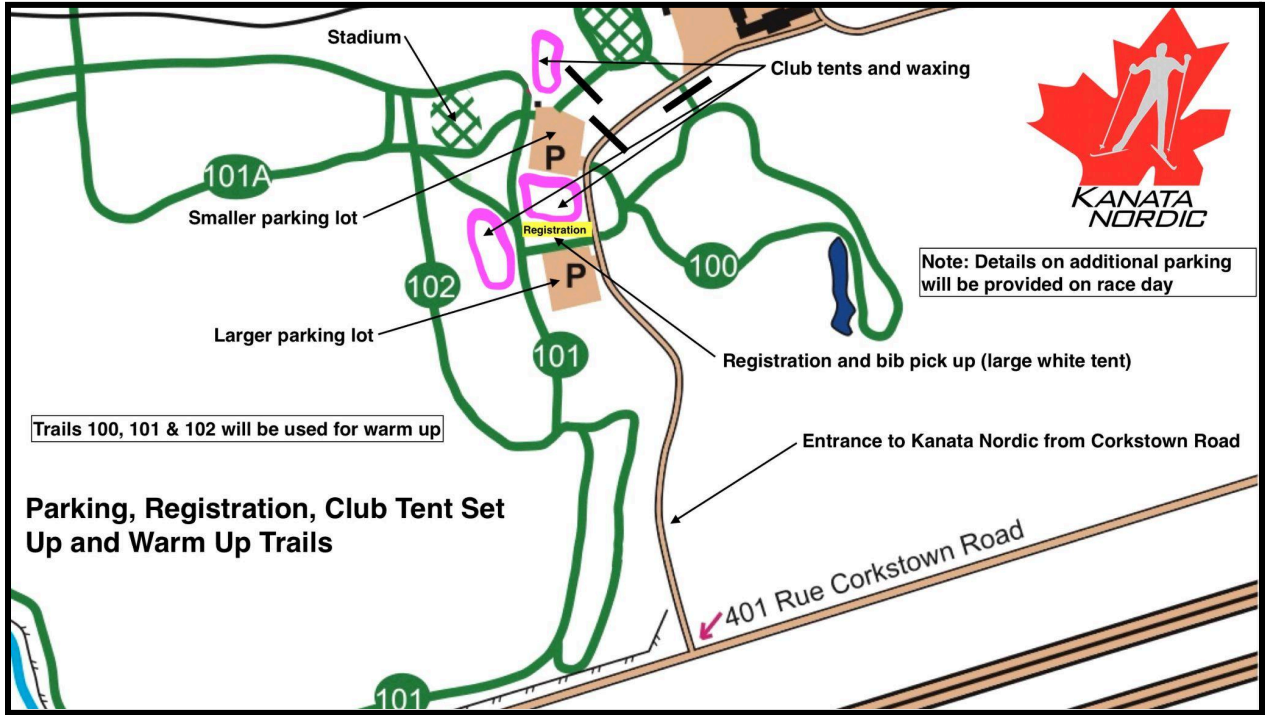 Stadium
Club tents and waxing
101A
P
Smaller parking lot
KANATA
NORDIC
Registration
100
Note: Details on additional parking
will be provided on race day
102
P
Larger parking lot
101
Registration and bib pick up (large white tent)
Trails 100, 101 & 102 will be used for warm up
Entrance to Kanata Nordic from Corkstown Road
Parking, Registration, Club Tent Set
Up and Warm Up Trails
401 Rue Corkstown Road
101